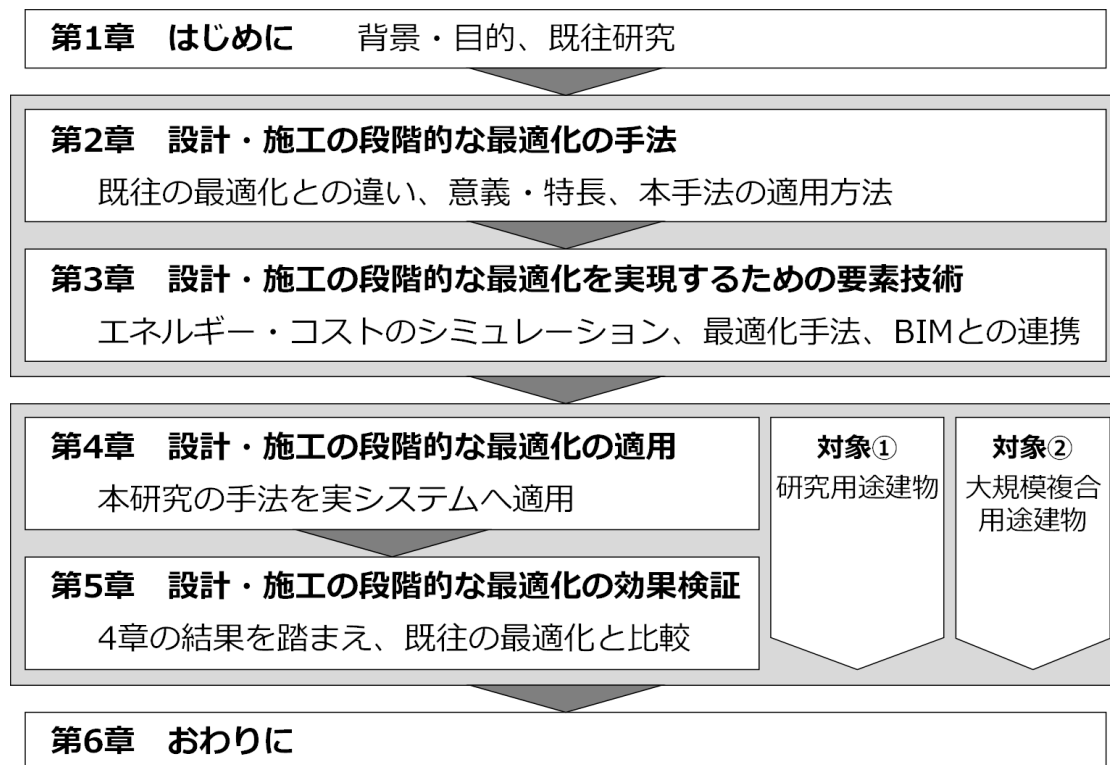 第1章 はじめに 背景・目的、既往研究
第2章 設計・施工の段階的な最適化の手法
既往の最適化との違い、意義・特長、本手法の適用方法
第3章 設計・施工の段階的な最適化を実現するための要素技術
エネルギー・コストのシミュレーション、最適化手法、BIMとの連携
第4章 設計・施工の段階的な最適化の適用
本研究の手法を実システムへ適用
第5章 設計・施工の段階的な最適化の効果検証
4章の結果を踏まえ、既往の最適化と比較
対象①
研究用途建物
対象②
大規模複合
用途建物
第6章 おわりに